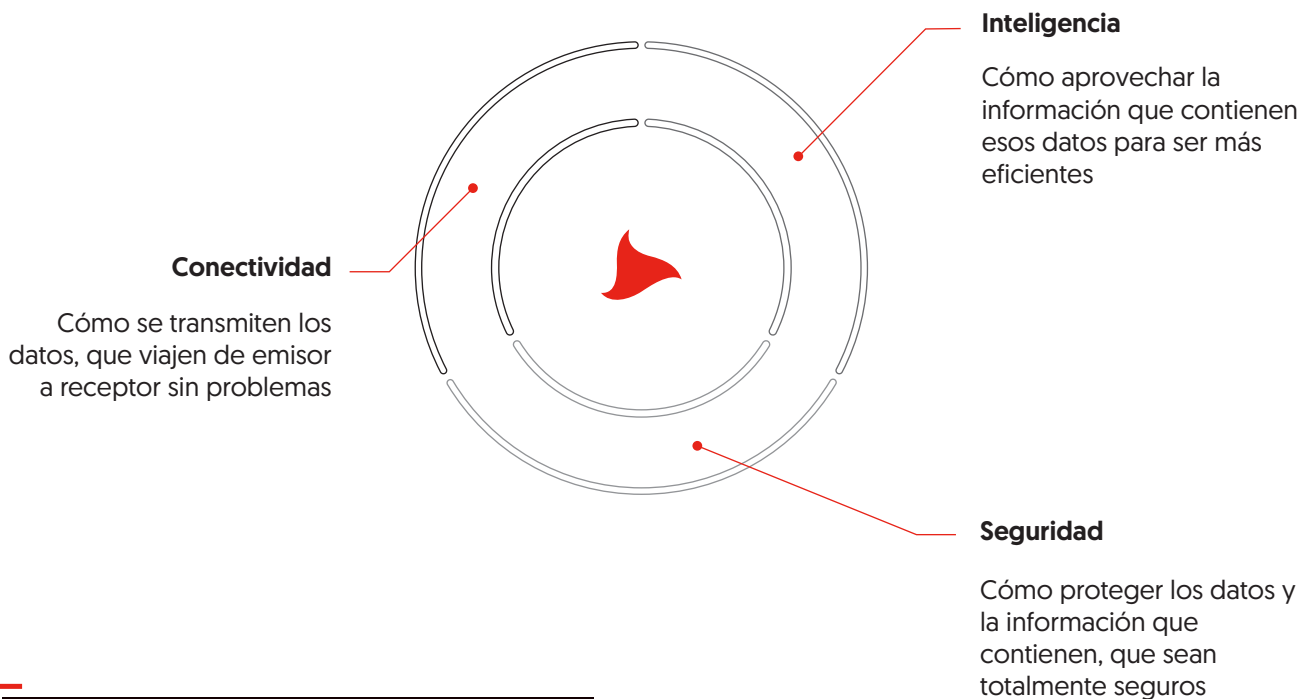 Inteligencia
Cómo aprovechar la
información que contienen
esos datos para ser más
eficientes
Conectividad
Cómo se transmiten los
datos, que viajen de emisor
a receptor sin problemas
Seguridad
Cómo proteger los datos y
la información que
contienen, que sean
totalmente seguros